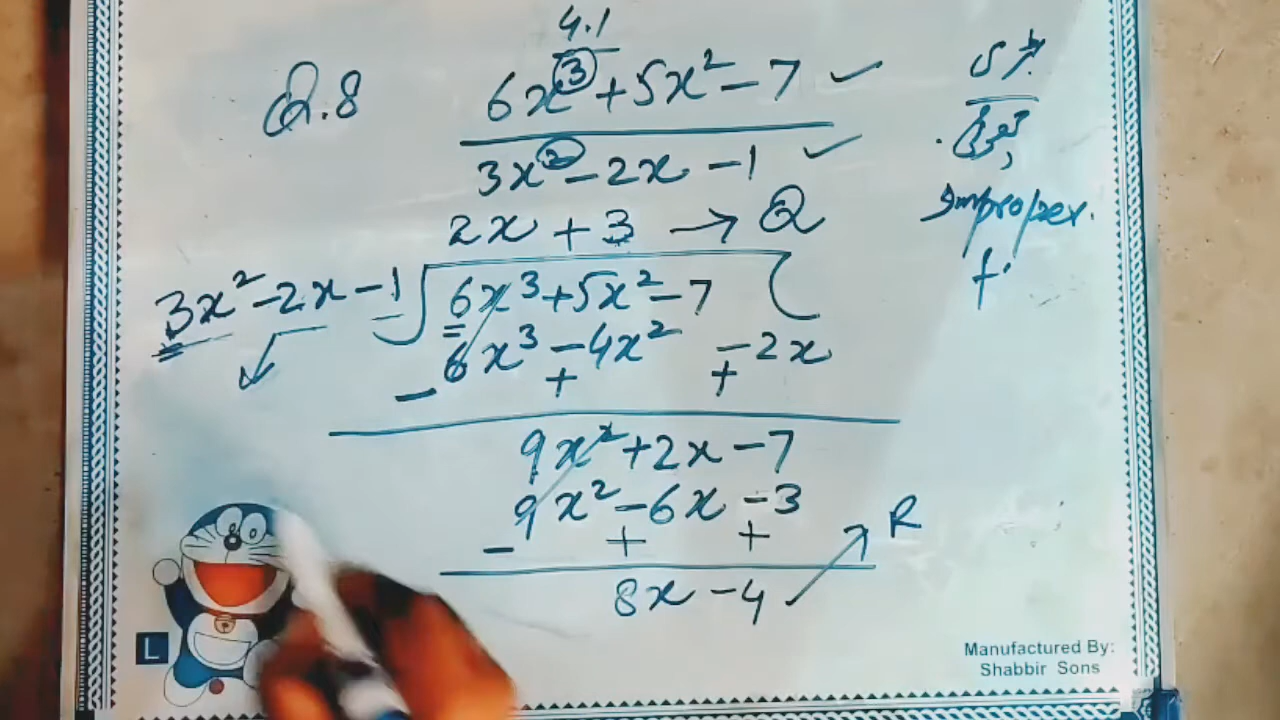 4.1
Q.8
6x³ + 5x² - 7
3x² - 2x - 1
Improper
f.
2x + 3 → Q
3x² - 2x - 1 6x³ + 5x² - 7
6x³ - 4x² - 2x
- + +
9x² + 2x - 7
9x² - 6x - 3
- + +
8x - 4 → R
L
Manufactured By:
Shabbir Sons